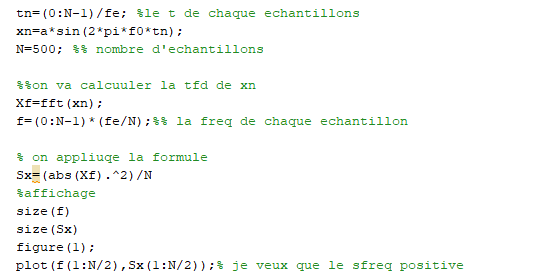 tn=(0:N-1)/fe; %le t de chaque echantillons
xn=a*sin(2*pi*f0*tn);
N=500; %% nombre d'echantillons
%%on va calcuuler la tfd de xn
Xf=fft(xn);
f=(0:N-1)*(fe/N);%% la freq de chaque echantillon
% on appliuqe la formule
Sx=(abs(Xf).^2)/N
%affichage
size(f)
size(Sx)
figure(1);
plot(f(1:N/2),Sx(1:N/2));% je veux que le sfreq positive